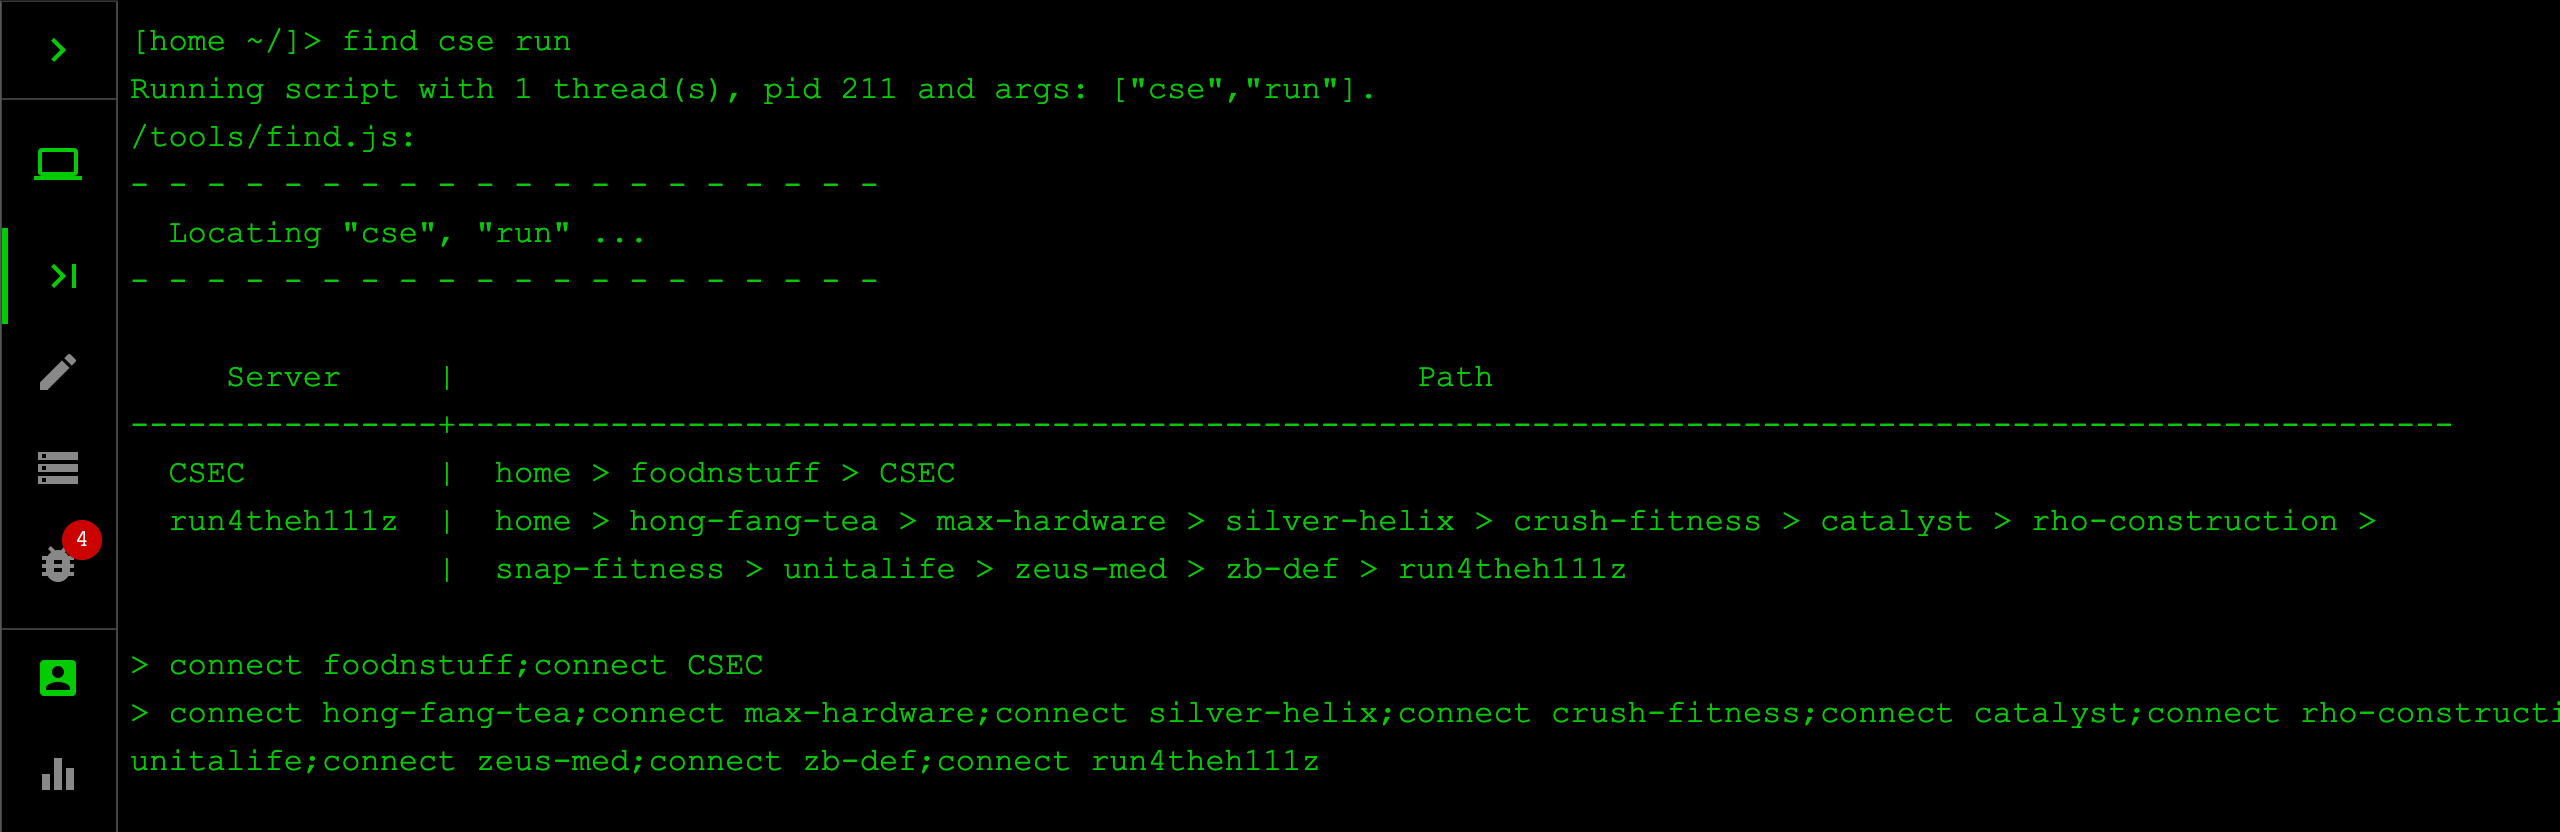 [home ~/]> find cse run
Running script with 1 thread(s), pid 211 and args: ["cse","run"].
/tools/find.js:
- - - - - - - - - - - - - - - - - - - -
Locating "cse", "run" ...
- - - - - - - - - - - - - - - - - - - -
Server | Path
----------------+--------------------------------------------------------------------------------------------------------
CSEC | home > foodnstuff > CSEC
run4theh111z | home > hong-fang-tea > max-hardware > silver-helix > crush-fitness > catalyst > rho-construction >
| snap-fitness > unitalife > zeus-med > zb-def > run4theh111z
4
> connect foodnstuff;connect CSEC
> connect hong-fang-tea;connect max-hardware;connect silver-helix;connect crush-fitness;connect catalyst;connect rho-constructi
unitalife;connect zeus-med;connect zb-def;connect run4theh111z